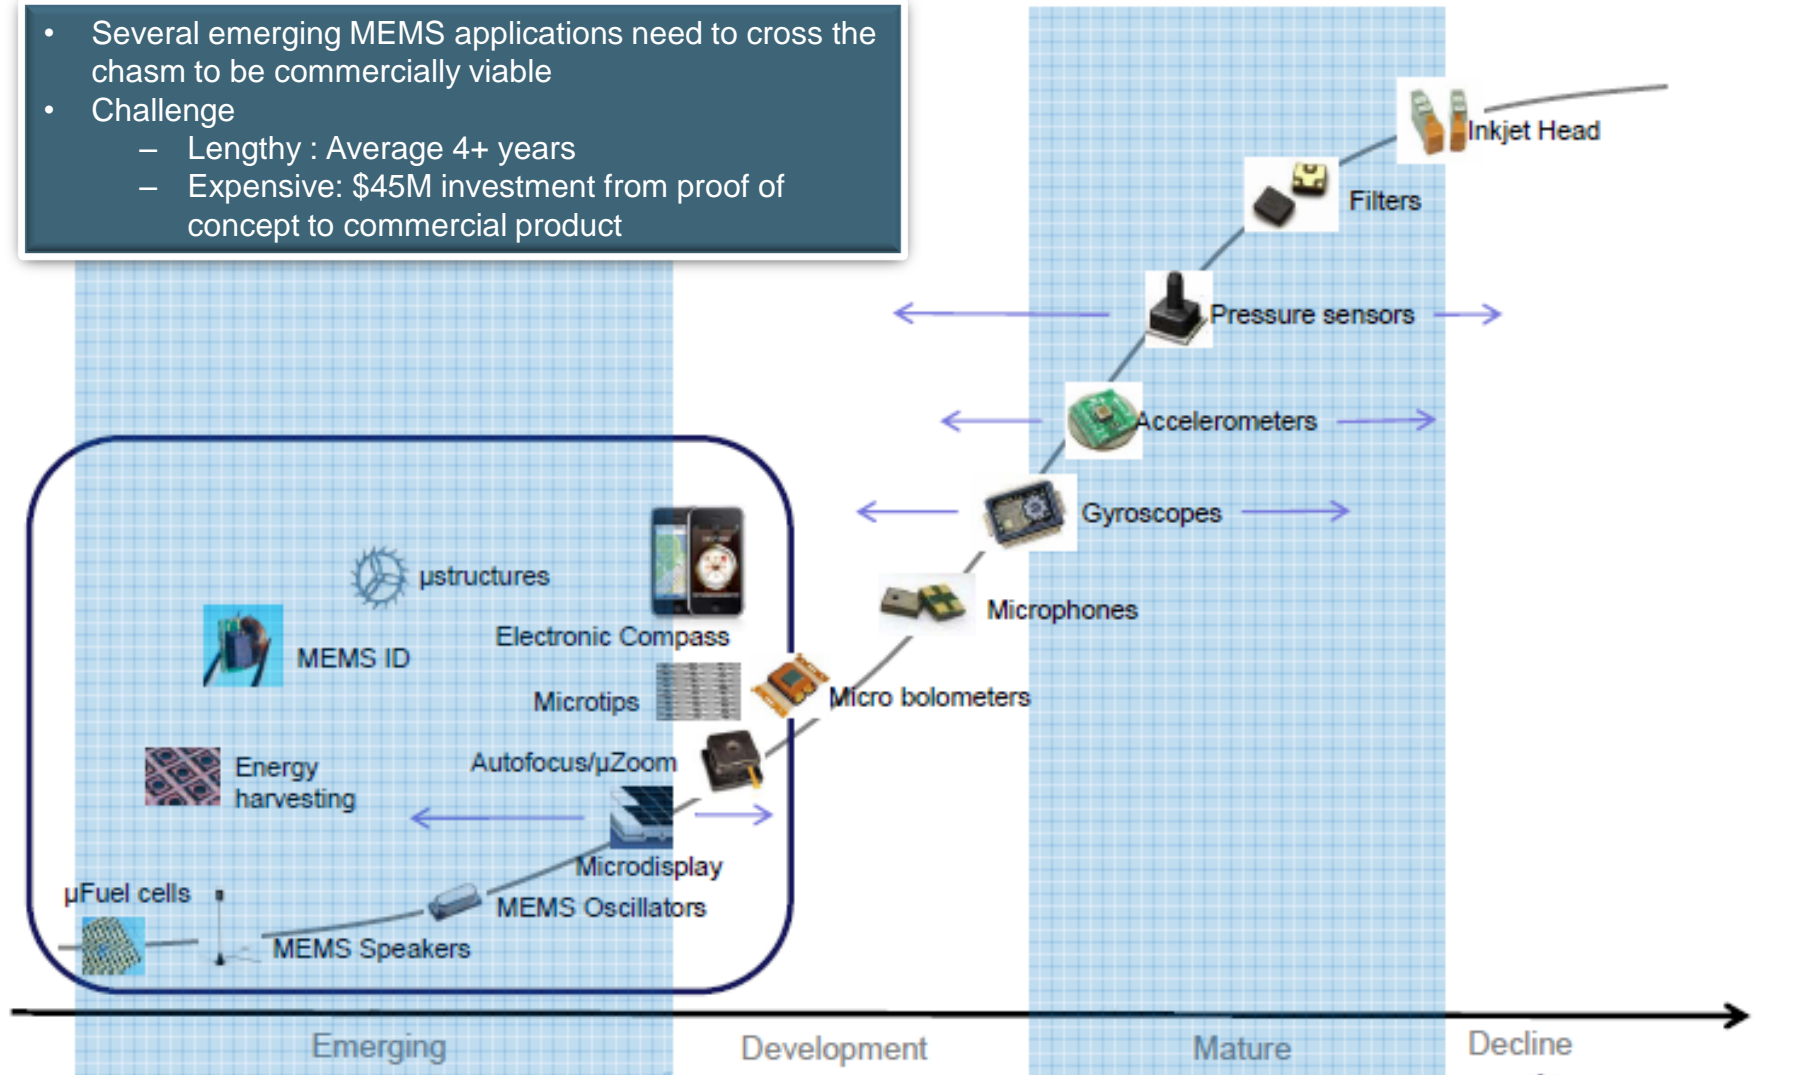 • Several emerging MEMS applications need to cross the
chasm to be commercially viable
• Challenge
– Lengthy : Average 4+ years
– Expensive: $45M investment from proof of
concept to commercial product
Inkjet Head
Filters
Pressure sensors
Accelerometers
Gyroscopes
µstructures
Microphones
Electronic Compass
MEMS ID
Microtips
Micro bolometers
Autofocus/µZoom
Energy
harvesting
Microdisplay
µFuel cells
MEMS Oscillators
MEMS Speakers
Emerging
Development
Mature
Decline